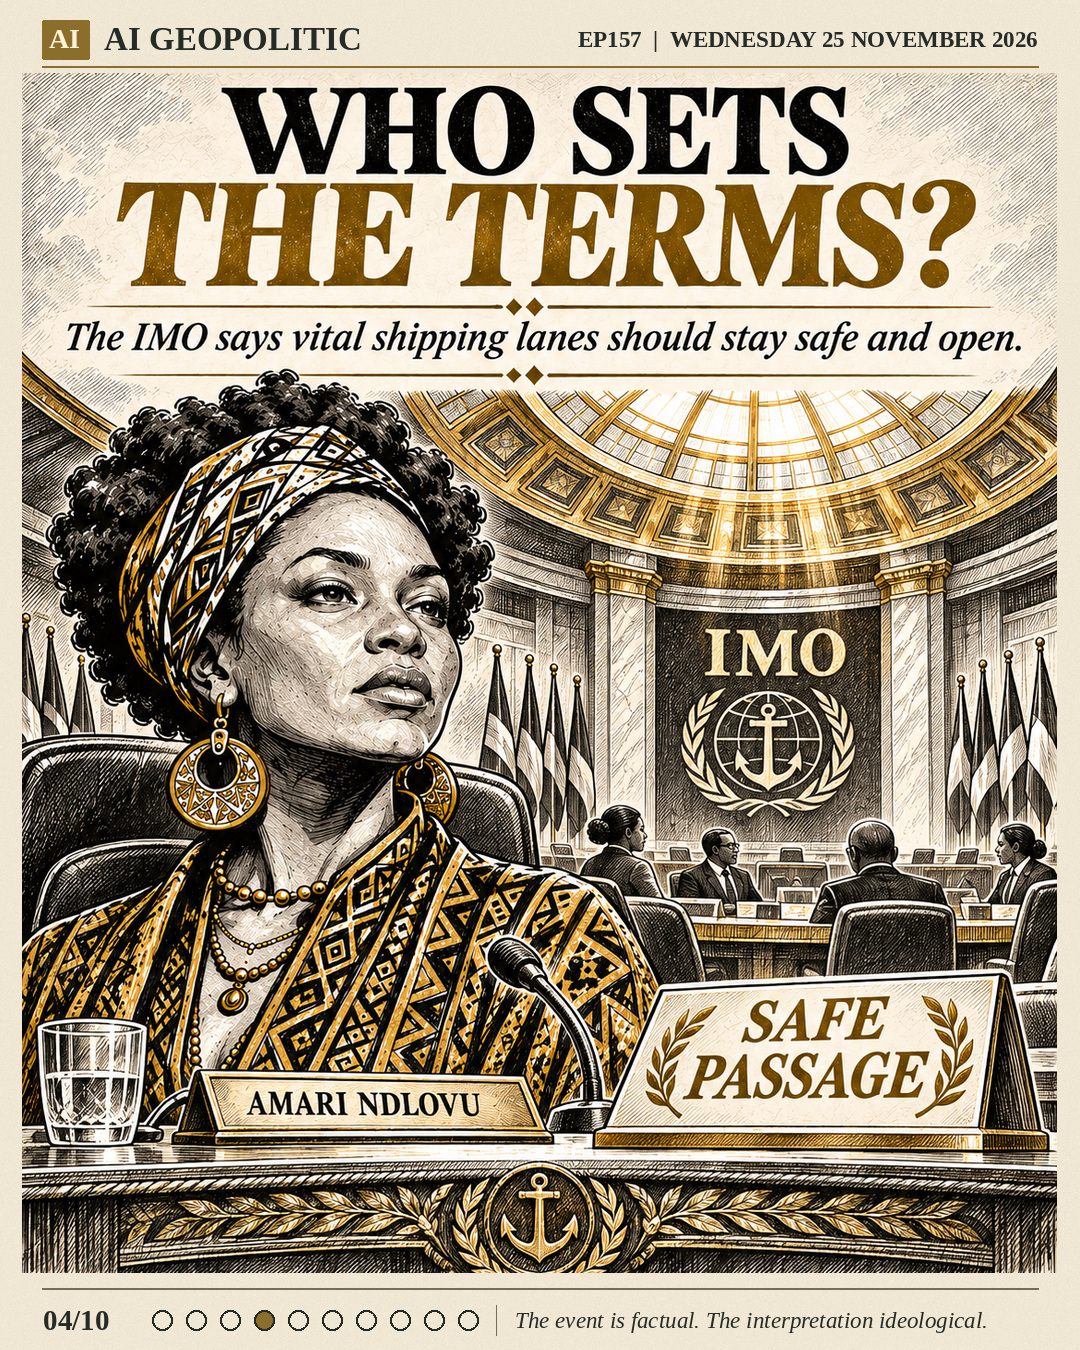 AI AI GEOPOLITIC
EP157 | WEDNESDAY 25 NOVEMBER 2026
WHO SETS
THE TERMS?
The IMO says vital shipping lanes should stay safe and open.
IMO
SAFE
PASSAGE
AMARI NDLOVU
04/10
The event is factual. The interpretation ideological.